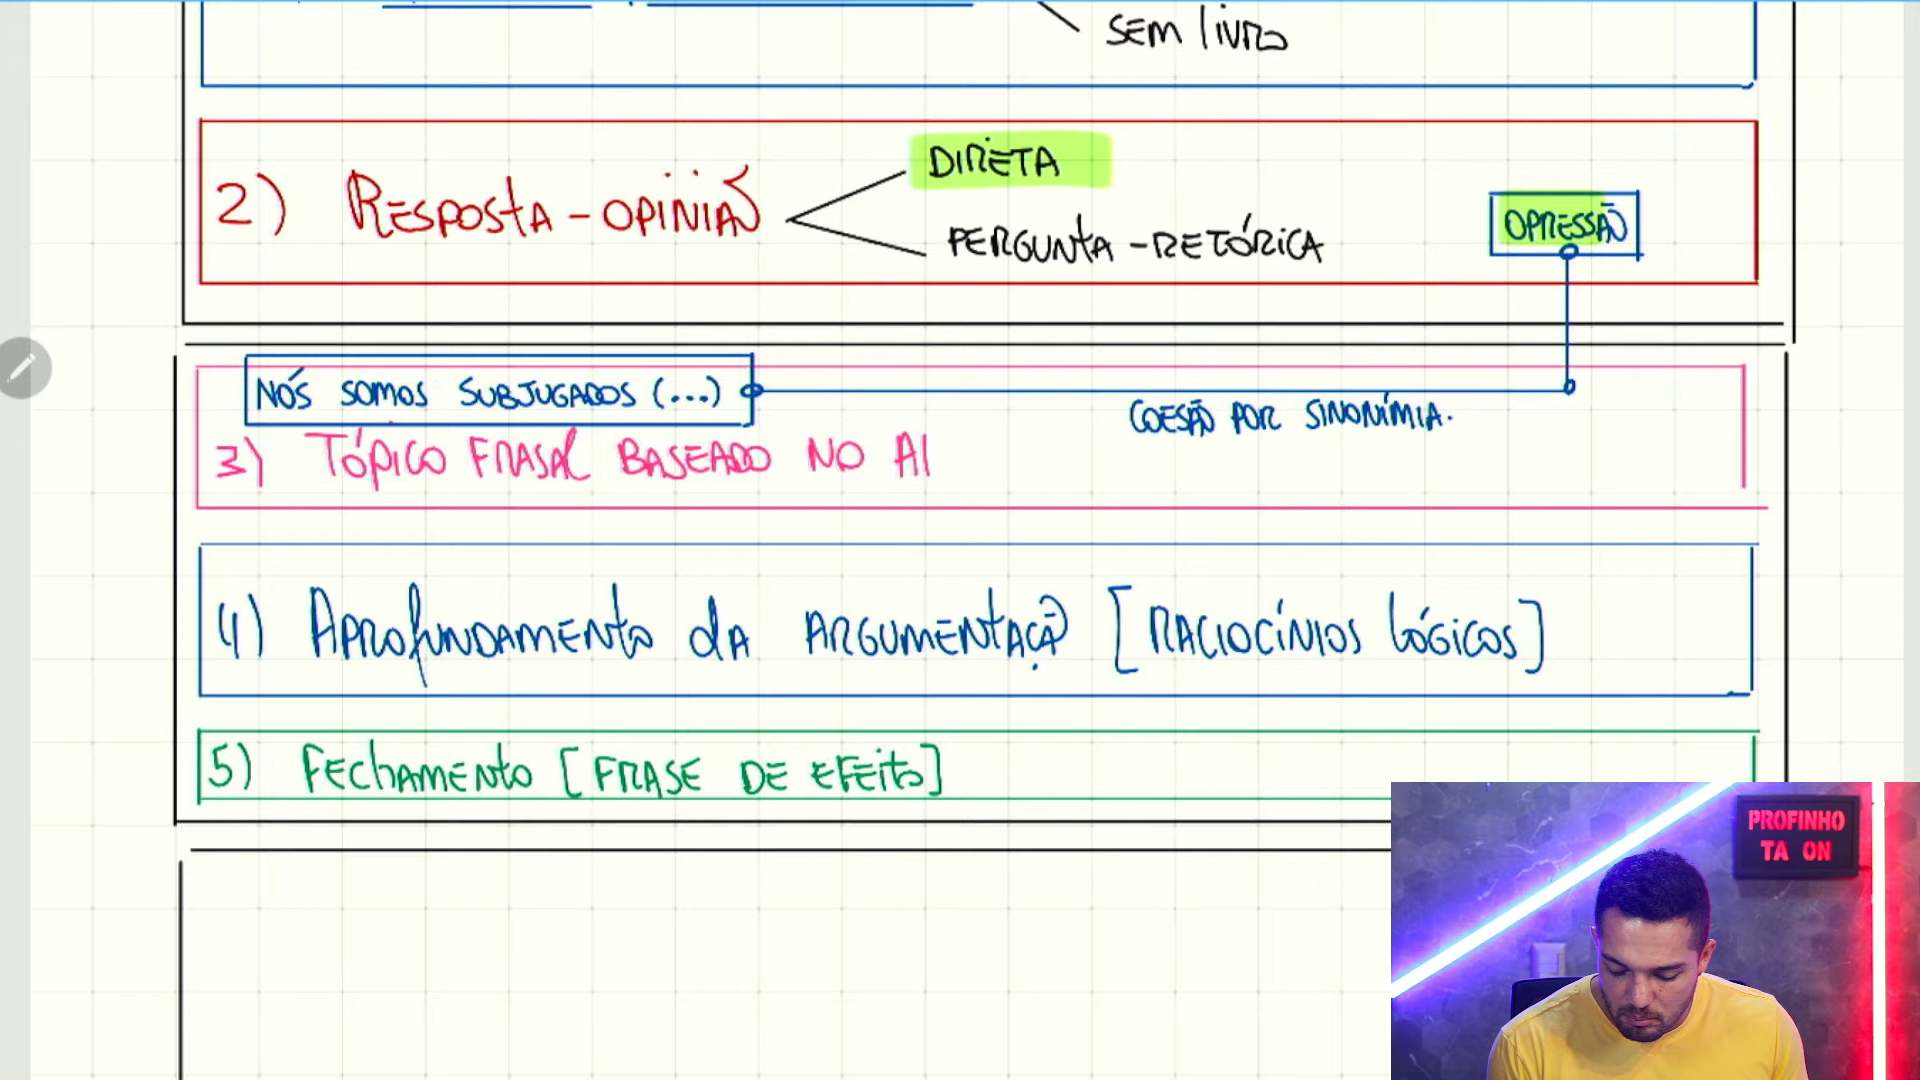 SEM LIVRO
DIRETA
2) RESPOSTA-OPINIÃO
PERGUNTA-RETÓRICA
OPRESSÃO
NÓS SOMOS SUBJUGADOS (...)
COESÃO POR SINONÍMIA.
3) TÓPICO FRASAL BASEADO NO A1
4) APROFUNDAMENTO DA ARGUMENTAÇÃO [RACIOCÍNIOS LÓGICOS]
5) FECHAMENTO [FRASE DE EFEITO]
PROFINHO
TA ON